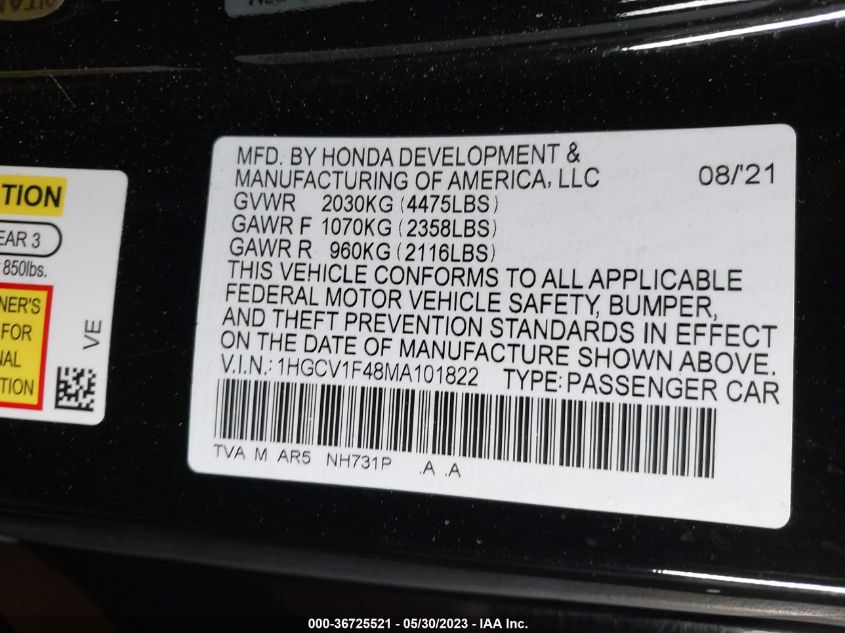 TION
EAR 3
850lbs.
NER'S
FOR
NAL
TION
VE
MFD. BY HONDA DEVELOPMENT &
MANUFACTURING OF AMERICA, LLC 08/'21
GVWR 2030KG (4475LBS)
GAWR F 1070KG (2358LBS)
GAWR R 960KG (2116LBS)
THIS VEHICLE CONFORMS TO ALL APPLICABLE
FEDERAL MOTOR VEHICLE SAFETY, BUMPER,
AND THEFT PREVENTION STANDARDS IN EFFECT
ON THE DATE OF MANUFACTURE SHOWN ABOVE.
V.I.N.: 1HGCV1F48MA101822 TYPE: PASSENGER CAR
TVA M AR5 NH731P .A .A
000-36725521 - 05/30/2023 - IAA Inc.